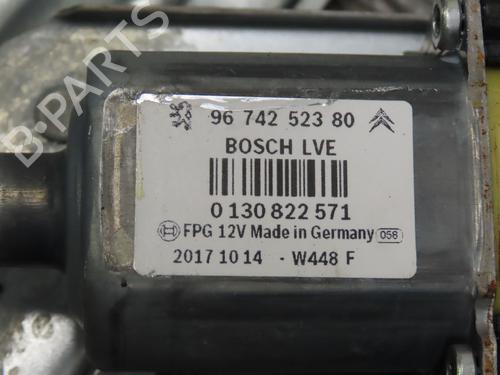 B-PARTS
96 742 523 80
BOSCH LVE
0 130 822 571
FPG 12V Made in Germany 056
2017 10 14 - W448 F